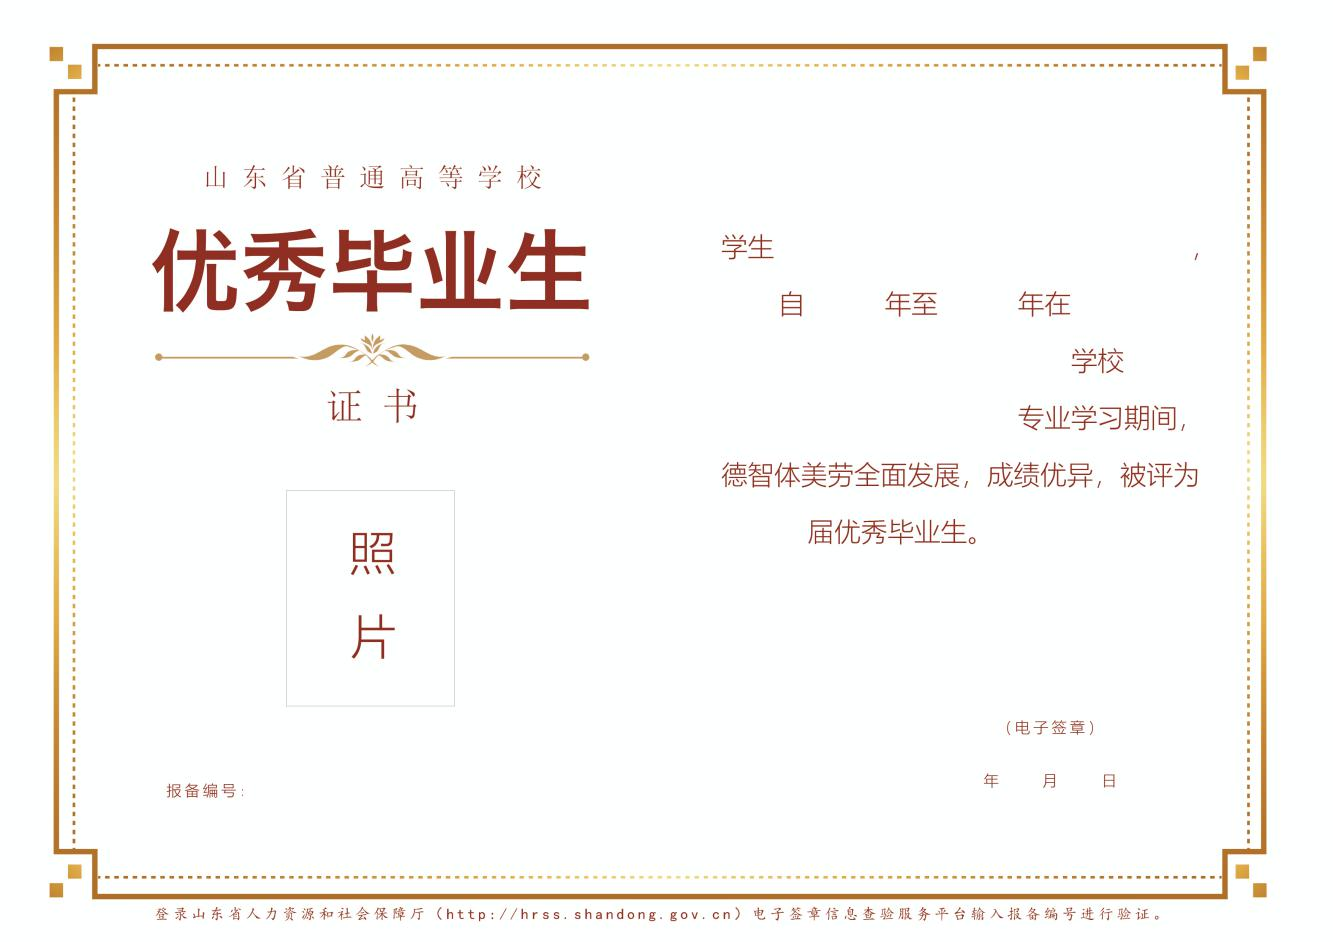 山东省普通高等学校
优秀毕业生
证书
照
片
报备编号:
学生 ,
自 年至 年在
学校
专业学习期间,
德智体美劳全面发展,成绩优异,被评为
届优秀毕业生。
(电子签章)
年 月 日
登录山东省人力资源和社会保障厅(http://hrss.shandong.gov.cn)电子签章信息查验服务平台输入报备编号进行验证。